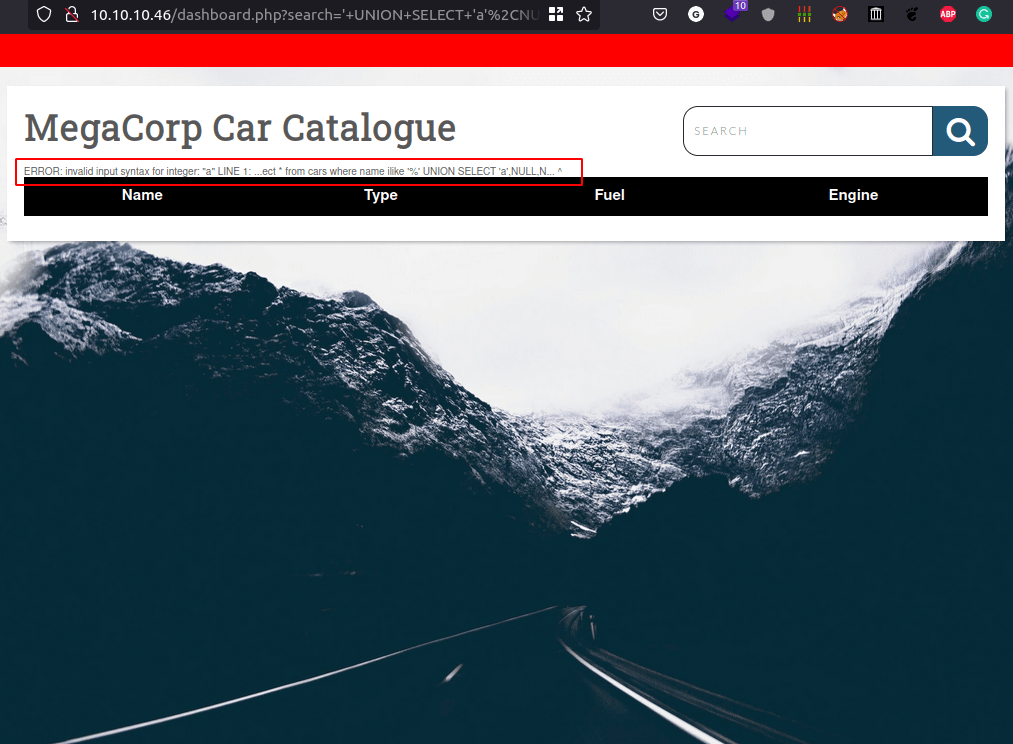 10.10.10.46/dashboard.php?search='+UNION+SELECT+'a'%2CNU
G
10
ABP
G
MegaCorp Car Catalogue
SEARCH
ERROR: invalid input syntax for integer: "a" LINE 1: ...ect * from cars where name ilike '%' UNION SELECT 'a',NULL,N... ^
Name Type Fuel Engine